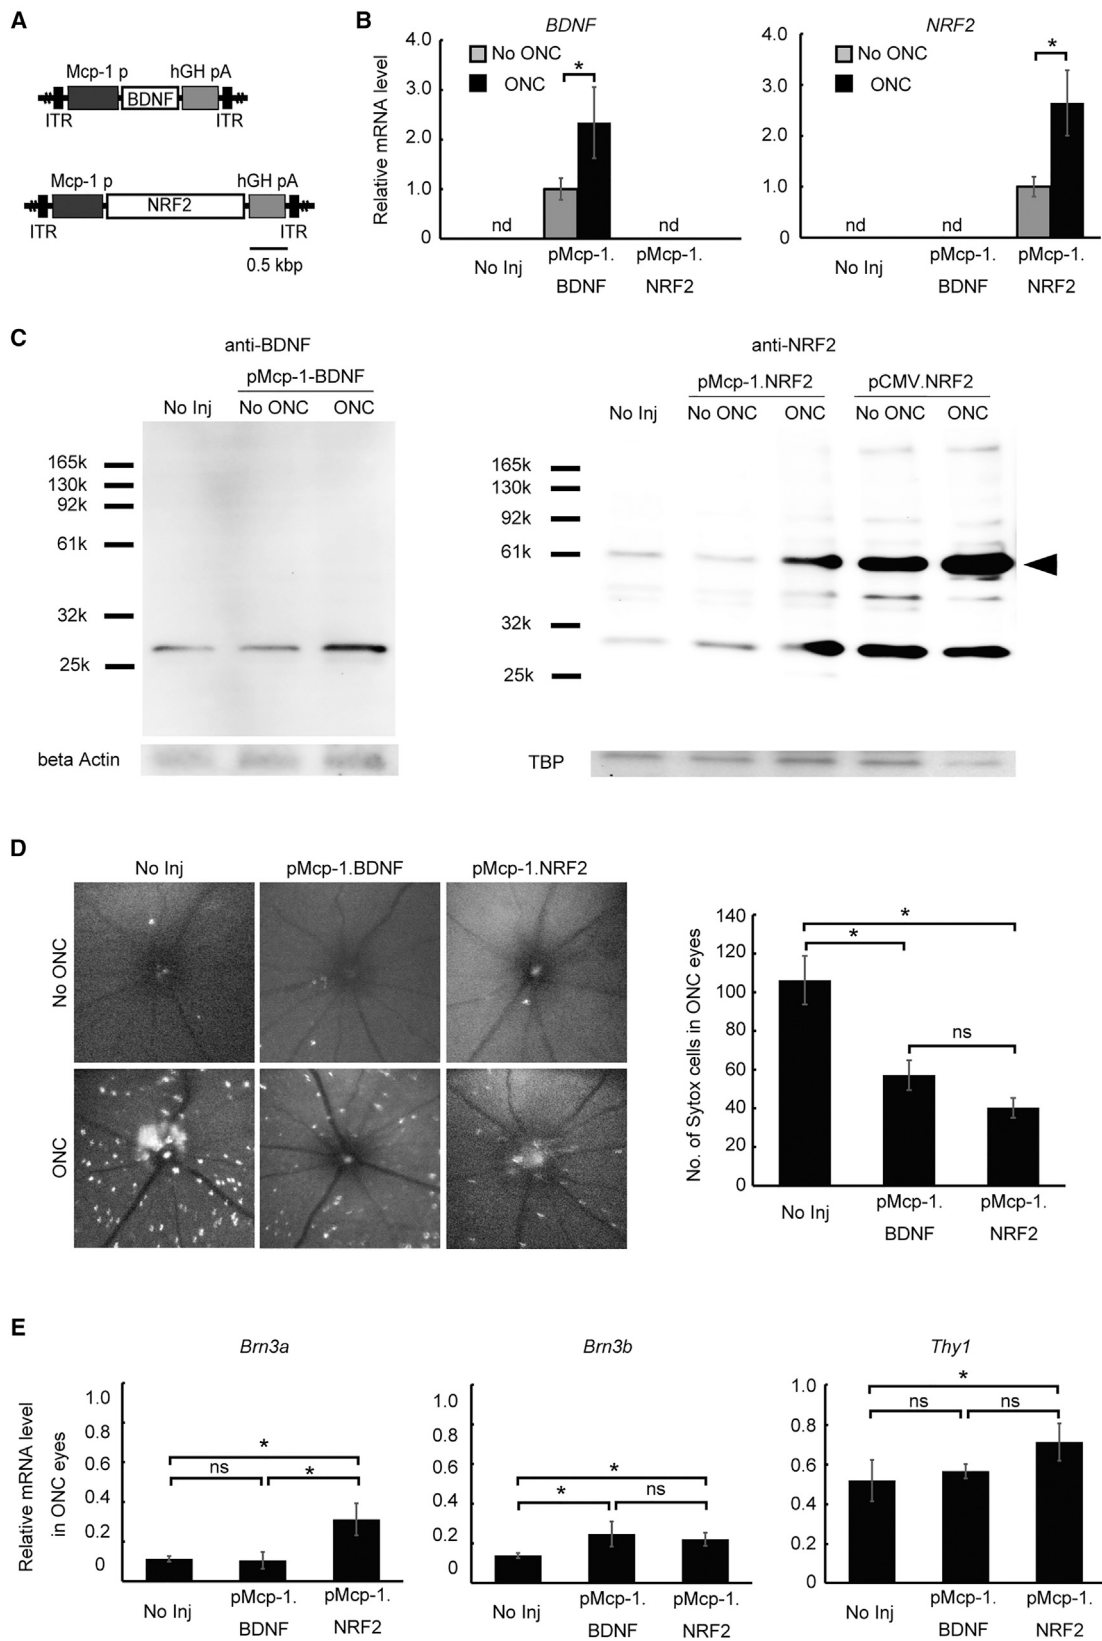 A
Mcp-1 p
hGH pA
BDNF
ITR
ITR
Mcp-1 p
hGH pA
NRF2
ITR
ITR
0.5 kbp
B
BDNF
Relative mRNA level
4.0
3.0
2.0
1.0
0
No ONC
ONC
*
nd
nd
No Inj
pMcp-1.
BDNF
pMcp-1.
NRF2
NRF2
4.0
3.0
2.0
1.0
0
No ONC
ONC
*
nd
nd
No Inj
pMcp-1.
BDNF
pMcp-1.
NRF2
C
anti-BDNF
pMcp-1-BDNF
No Inj
No ONC
ONC
165k
130k
92k
61k
32k
25k
beta Actin
anti-NRF2
pMcp-1.NRF2
pCMV.NRF2
No Inj
No ONC
ONC
No ONC
ONC
165k
130k
92k
61k
32k
25k
TBP
D
No Inj
pMcp-1.BDNF
pMcp-1.NRF2
No ONC
ONC
No. of Sytox cells in ONC eyes
140
120
100
80
60
40
20
0
*
*
ns
No Inj
pMcp-1.
BDNF
pMcp-1.
NRF2
E
Brn3a
Relative mRNA level
in ONC eyes
1.0
0.8
0.6
0.4
0.2
0
*
ns
*
No Inj
pMcp-1.
BDNF
pMcp-1.
NRF2
Brn3b
1.0
0.8
0.6
0.4
0.2
0
*
*
ns
No Inj
pMcp-1.
BDNF
pMcp-1.
NRF2
Thy1
1.0
0.8
0.6
0.4
0.2
0
*
ns
ns
No Inj
pMcp-1.
BDNF
pMcp-1.
NRF2